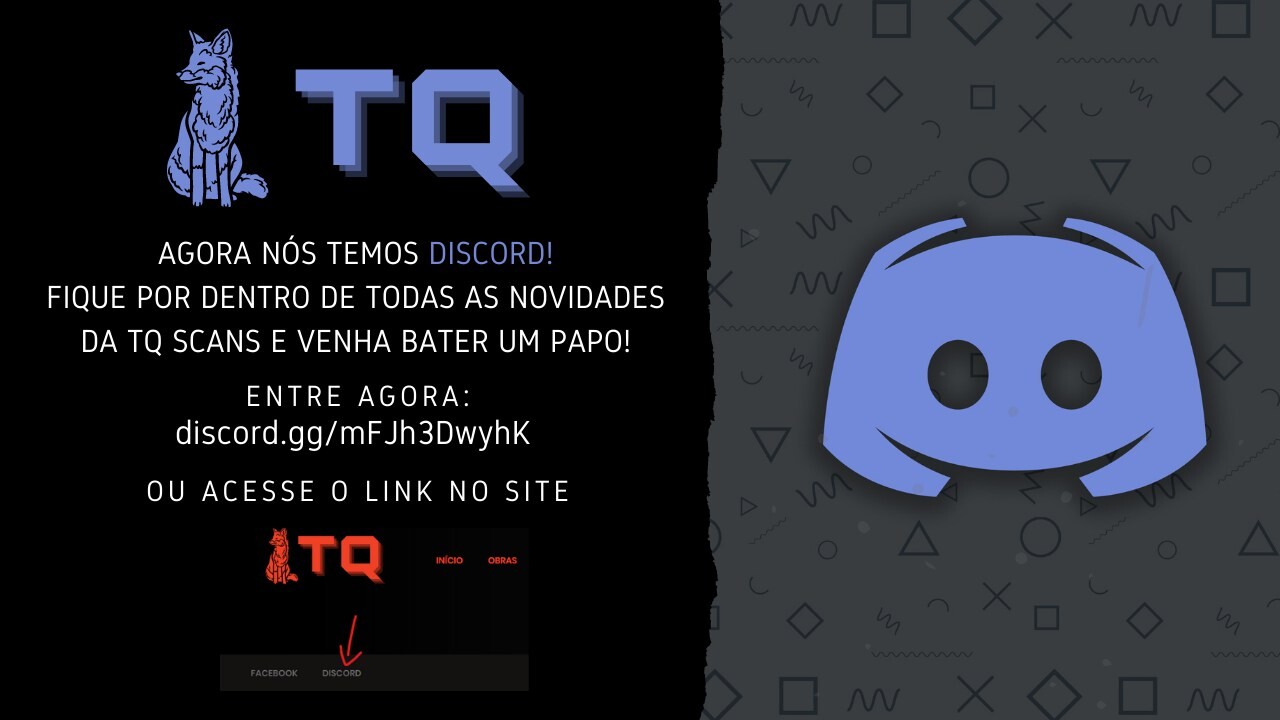 TQ
AGORA NÓS TEMOS DISCORD!
FIQUE POR DENTRO DE TODAS AS NOVIDADES
DA TQ SCANS E VENHA BATER UM PAPO!
ENTRE AGORA:
discord.gg/mFJh3DwyhK
OU ACESSE O LINK NO SITE
TQ INÍCIO OBRAS
FACEBOOK DISCORD